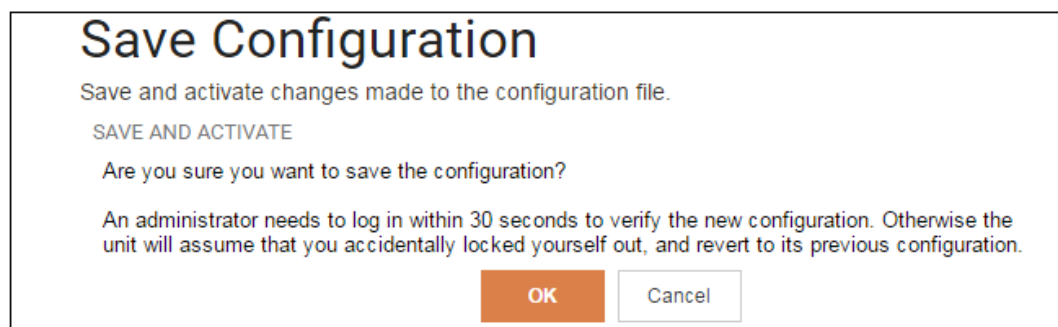 Save Configuration
Save and activate changes made to the configuration file.
SAVE AND ACTIVATE
Are you sure you want to save the configuration?
An administrator needs to log in within 30 seconds to verify the new configuration. Otherwise the
unit will assume that you accidentally locked yourself out, and revert to its previous configuration.
OK Cancel